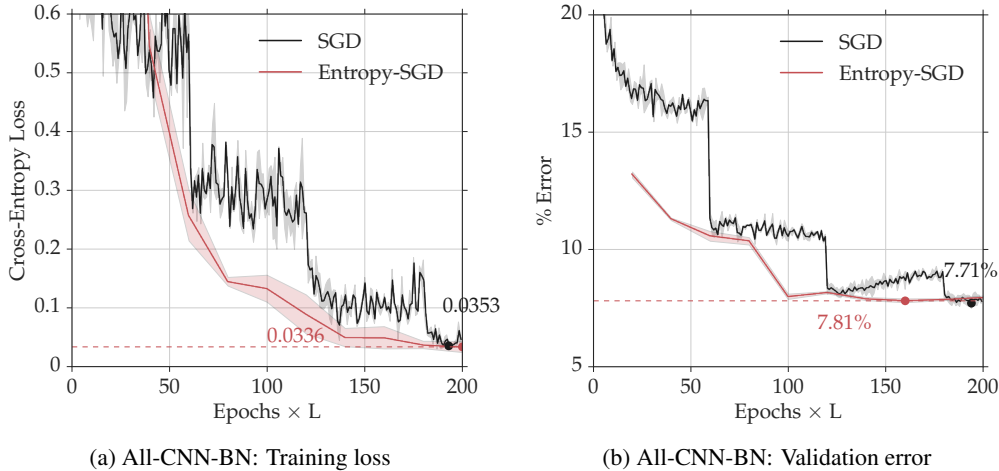 0.6
0.5
0.4
0.3
0.2
0.1
0
Cross-Entropy Loss
SGD
Entropy-SGD
0.0353
0.0336
0 50 100 150 200
Epochs × L
(a) All-CNN-BN: Training loss
20
15
10
5
% Error
SGD
Entropy-SGD
7.71%
7.81%
0 50 100 150 200
Epochs × L
(b) All-CNN-BN: Validation error